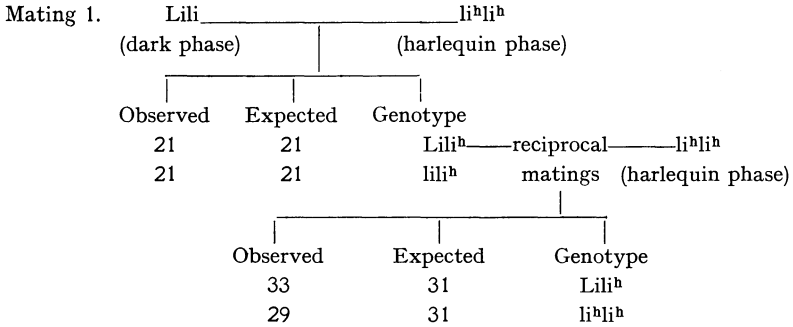 Mating 1. Lili liʰliʰ
(dark phase) (harlequin phase)
Observed Expected Genotype
21 21 Liliʰ reciprocal liʰliʰ
21 21 liliʰ matings (harlequin phase)
Observed Expected Genotype
33 31 Liliʰ
29 31 liʰliʰ